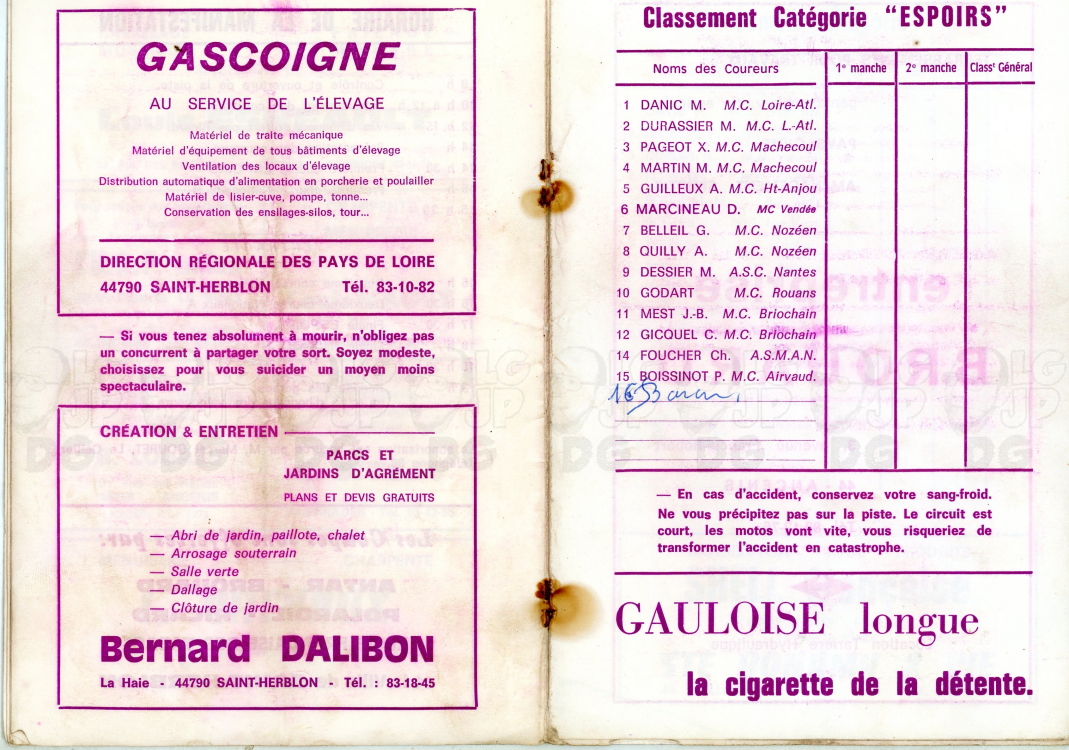 GASCOIGNE
AU SERVICE DE L'ÉLEVAGE
Matériel de traite mécanique
Matériel d'équipement de tous bâtiments d'élevage
Ventilation des locaux d'élevage
Distribution automatique d'alimentation en porcherie et poulailler
Matériel de lisier-cuve, pompe, tonne...
Conservation des ensilages-silos, tour...
DIRECTION RÉGIONALE DES PAYS DE LOIRE
44790 SAINT-HERBLON Tél. 83-10-82
— Si vous tenez absolument à mourir, n'obligez pas
un concurrent à partager votre sort. Soyez modeste,
choisissez pour vous suicider un moyen moins
spectaculaire.
CRÉATION & ENTRETIEN
PARCS ET
JARDINS D'AGRÉMENT
PLANS ET DEVIS GRATUITS
— Abri de jardin, paillote, chalet
— Arrosage souterrain
— Salle verte
— Dallage
— Clôture de jardin
Bernard DALIBON
La Haie - 44790 SAINT-HERBLON - Tél. : 83-18-45
Classement Catégorie "ESPOIRS"
Noms des Coureurs 1e manche 2e manche Classt Général
1 DANIC M. M.C. Loire-Atl.
2 DURASSIER M. M.C. L.-Atl.
3 PAGEOT X. M.C. Machecoul
4 MARTIN M. M.C. Machecoul
5 GUILLEUX A. M.C. Ht-Anjou
6 MARCINEAU D. MC Vendée
7 BELLEIL G. M.C. Nozéen
8 QUILLY A. M.C. Nozéen
9 DESSIER M. A.S.C. Nantes
10 GODART M.C. Rouans
11 MEST J.-B. M.C. Briochain
12 GICQUEL C. M.C. Briochain
14 FOUCHER Ch. A.S.M.A.N.
15 BOISSINOT P. M.C. Airvaud.
16
— En cas d'accident, conservez votre sang-froid.
Ne vous précipitez pas sur la piste. Le circuit est
court, les motos vont vite, vous risqueriez de
transformer l'accident en catastrophe.
GAULOISE longue
la cigarette de la détente.